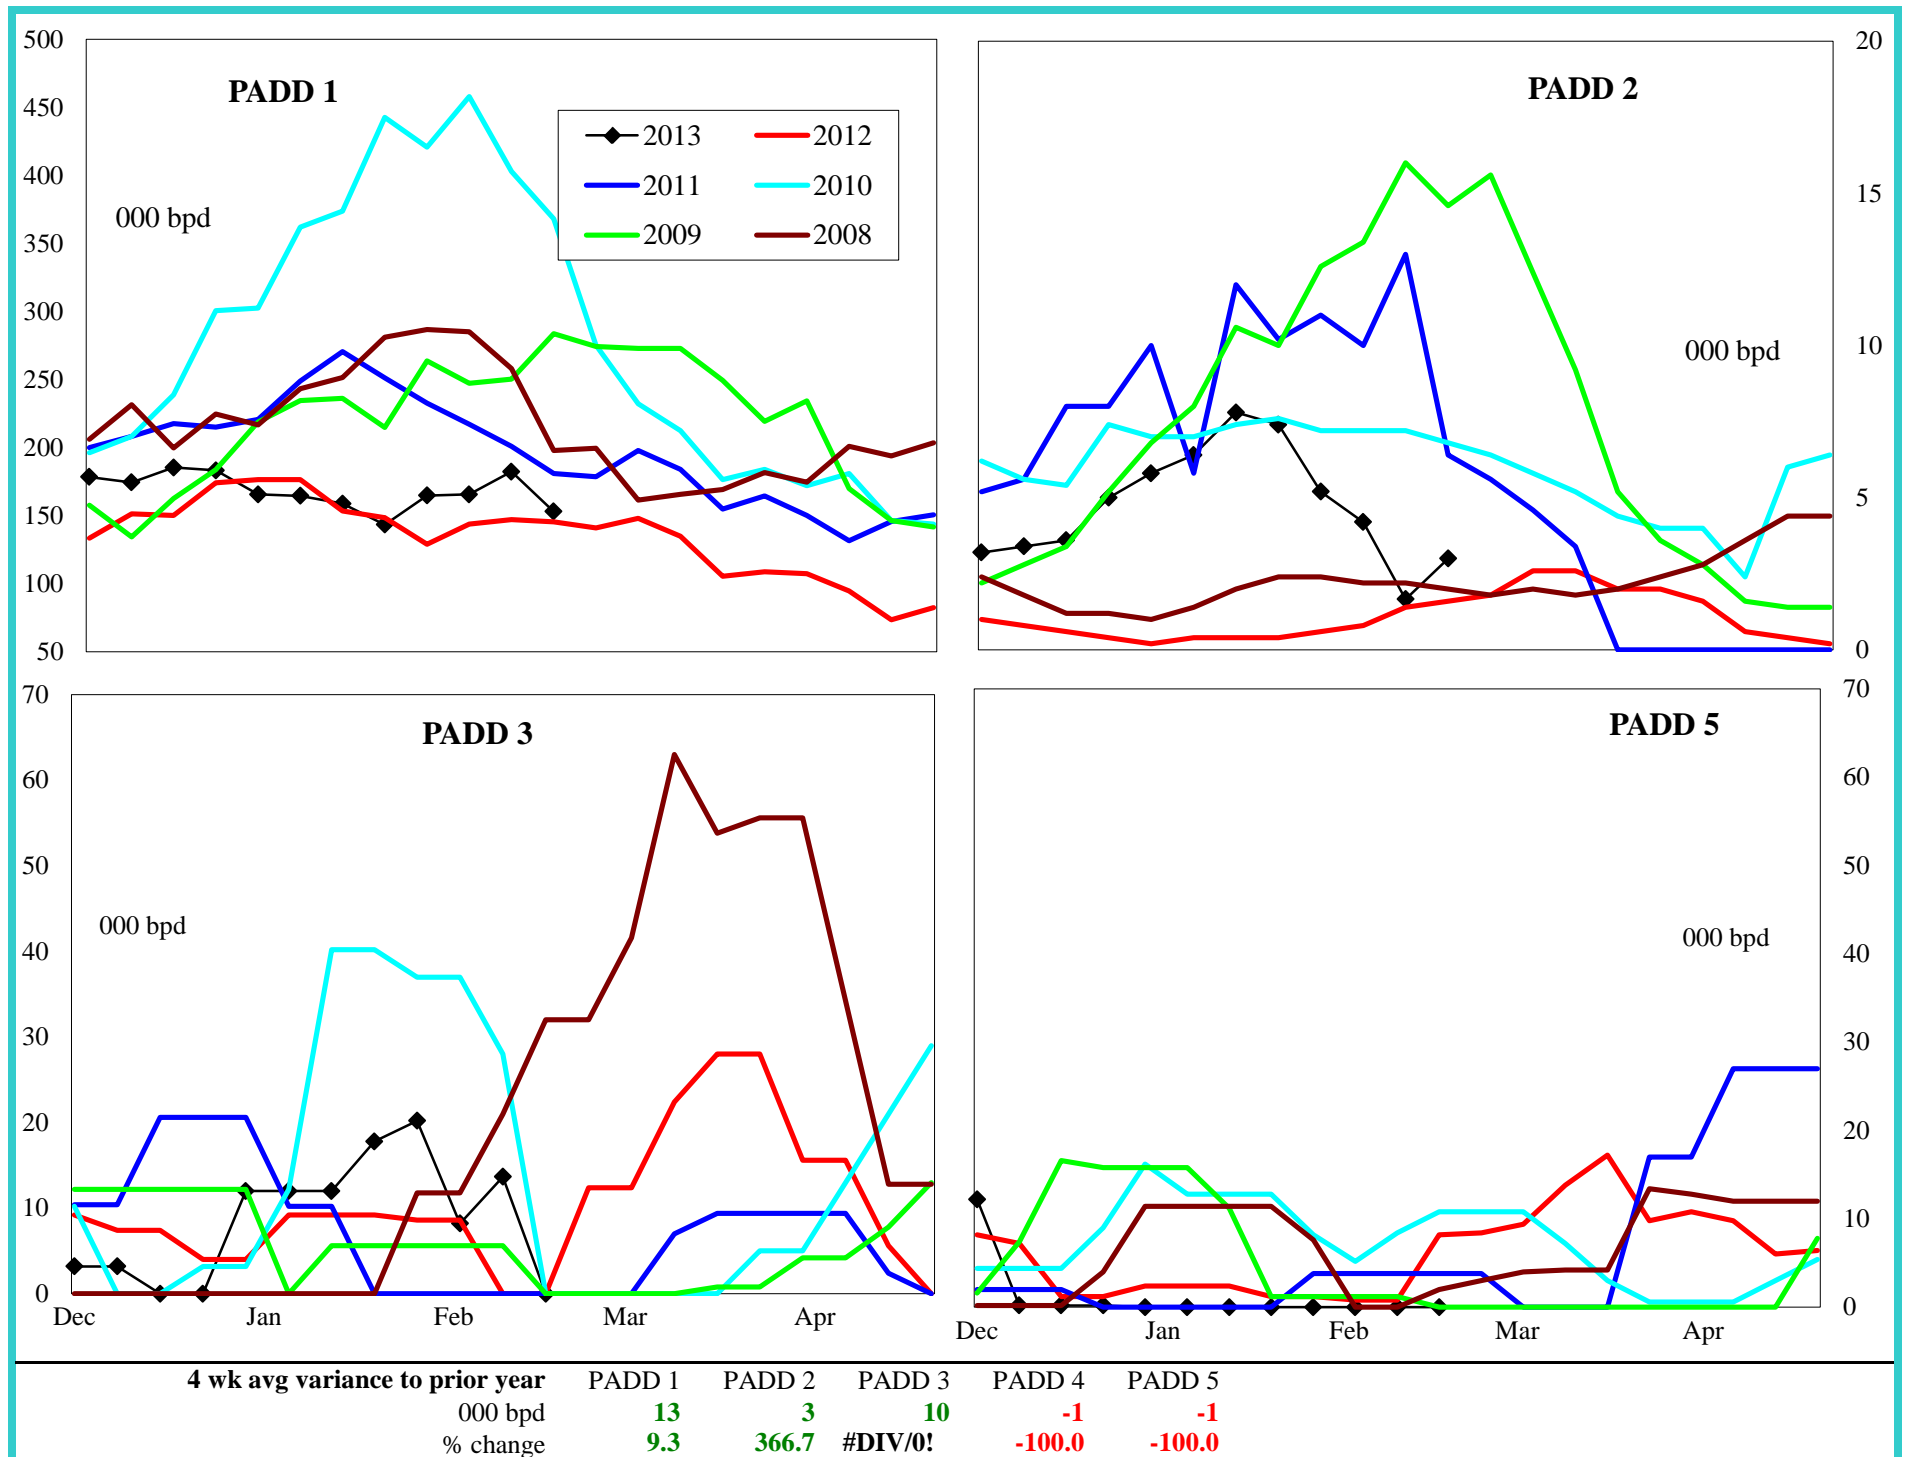 PADD 1
500
450
400
350
300
250
200
150
100
50
000 bpd
2013 2012
2011 2010
2009 2008
PADD 2
20
15
10
5
0
000 bpd
PADD 3
70
60
50
40
30
20
10
0
000 bpd
Dec Jan Feb Mar Apr
PADD 5
70
60
50
40
30
20
10
0
000 bpd
Dec Jan Feb Mar Apr
4 wk avg variance to prior year PADD 1 PADD 2 PADD 3 PADD 4 PADD 5
000 bpd 13 3 10 -1 -1
% change 9.3 366.7 #DIV/0! -100.0 -100.0